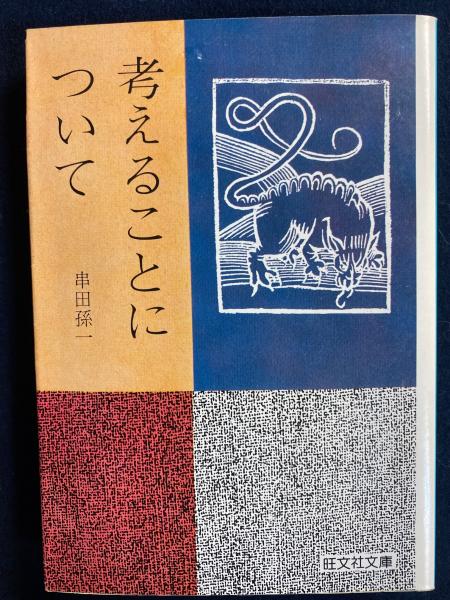 考えることに
ついて
串田孫一
旺文社文庫